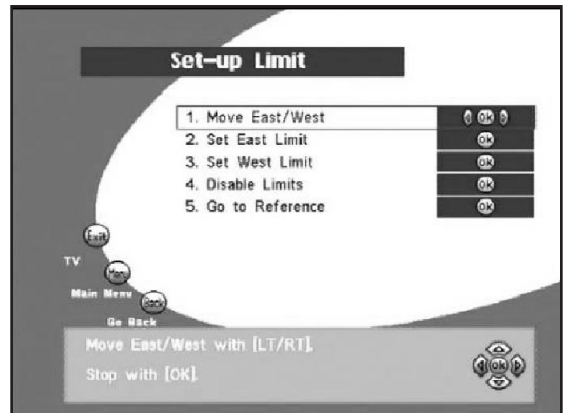 Set-up Limit
1. Move East/West OK
2. Set East Limit OK
3. Set West Limit OK
4. Disable Limits OK
5. Go to Reference OK
Exit
TV
Menu
Main Menu
Back
Go Back
Move East/West with [LT/RT].
Stop with [OK].
OK